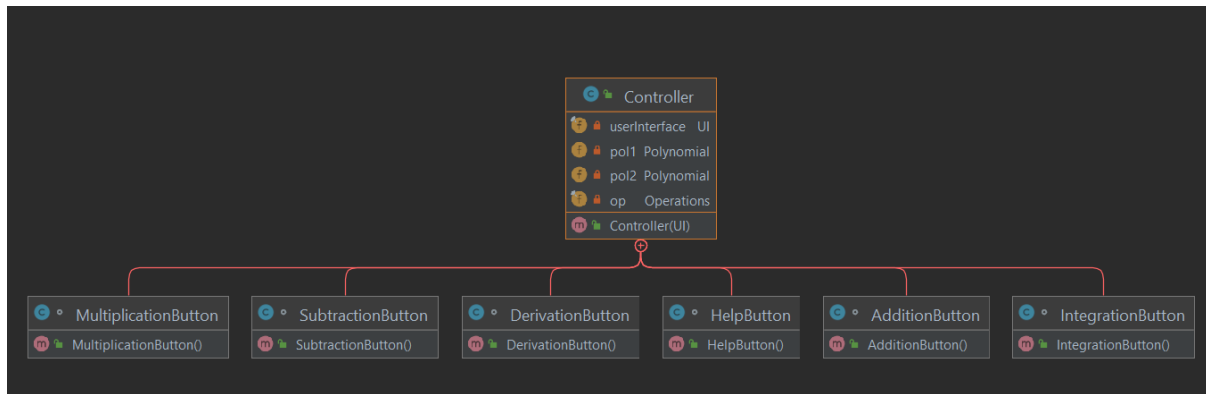 Controller
userInterface UI
pol1 Polynomial
pol2 Polynomial
op Operations
Controller(UI)
MultiplicationButton
MultiplicationButton()
SubtractionButton
SubtractionButton()
DerivationButton
DerivationButton()
HelpButton
HelpButton()
AdditionButton
AdditionButton()
IntegrationButton
IntegrationButton()